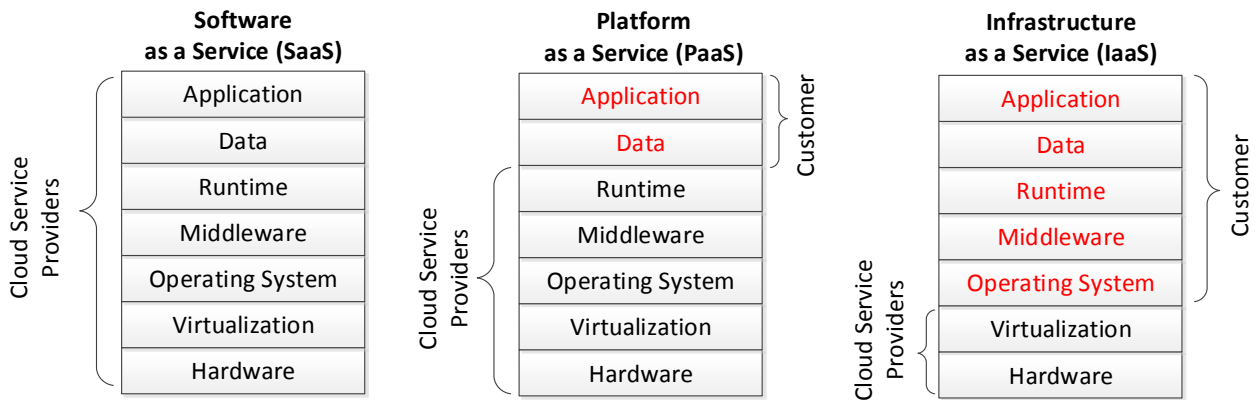 Software
as a Service (SaaS)
Cloud Service
Providers
Application
Data
Runtime
Middleware
Operating System
Virtualization
Hardware
Platform
as a Service (PaaS)
Application
Data
Customer
Cloud Service
Providers
Runtime
Middleware
Operating System
Virtualization
Hardware
Infrastructure
as a Service (IaaS)
Application
Data
Runtime
Middleware
Operating System
Customer
Cloud Service
Providers
Virtualization
Hardware